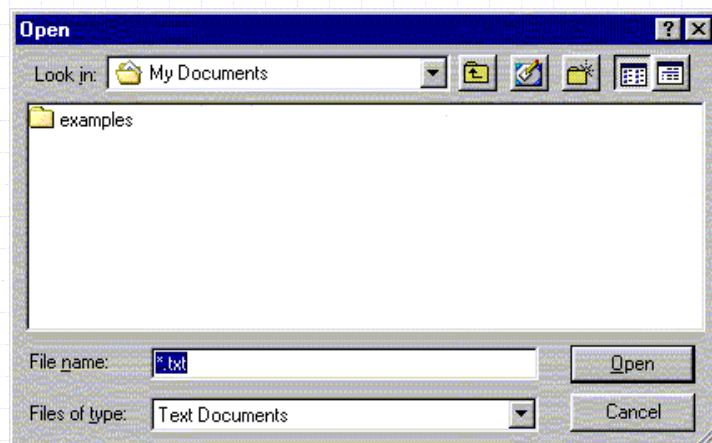 Open
Look in: My Documents
examples
File name: *.txt Open
Files of type: Text Documents Cancel